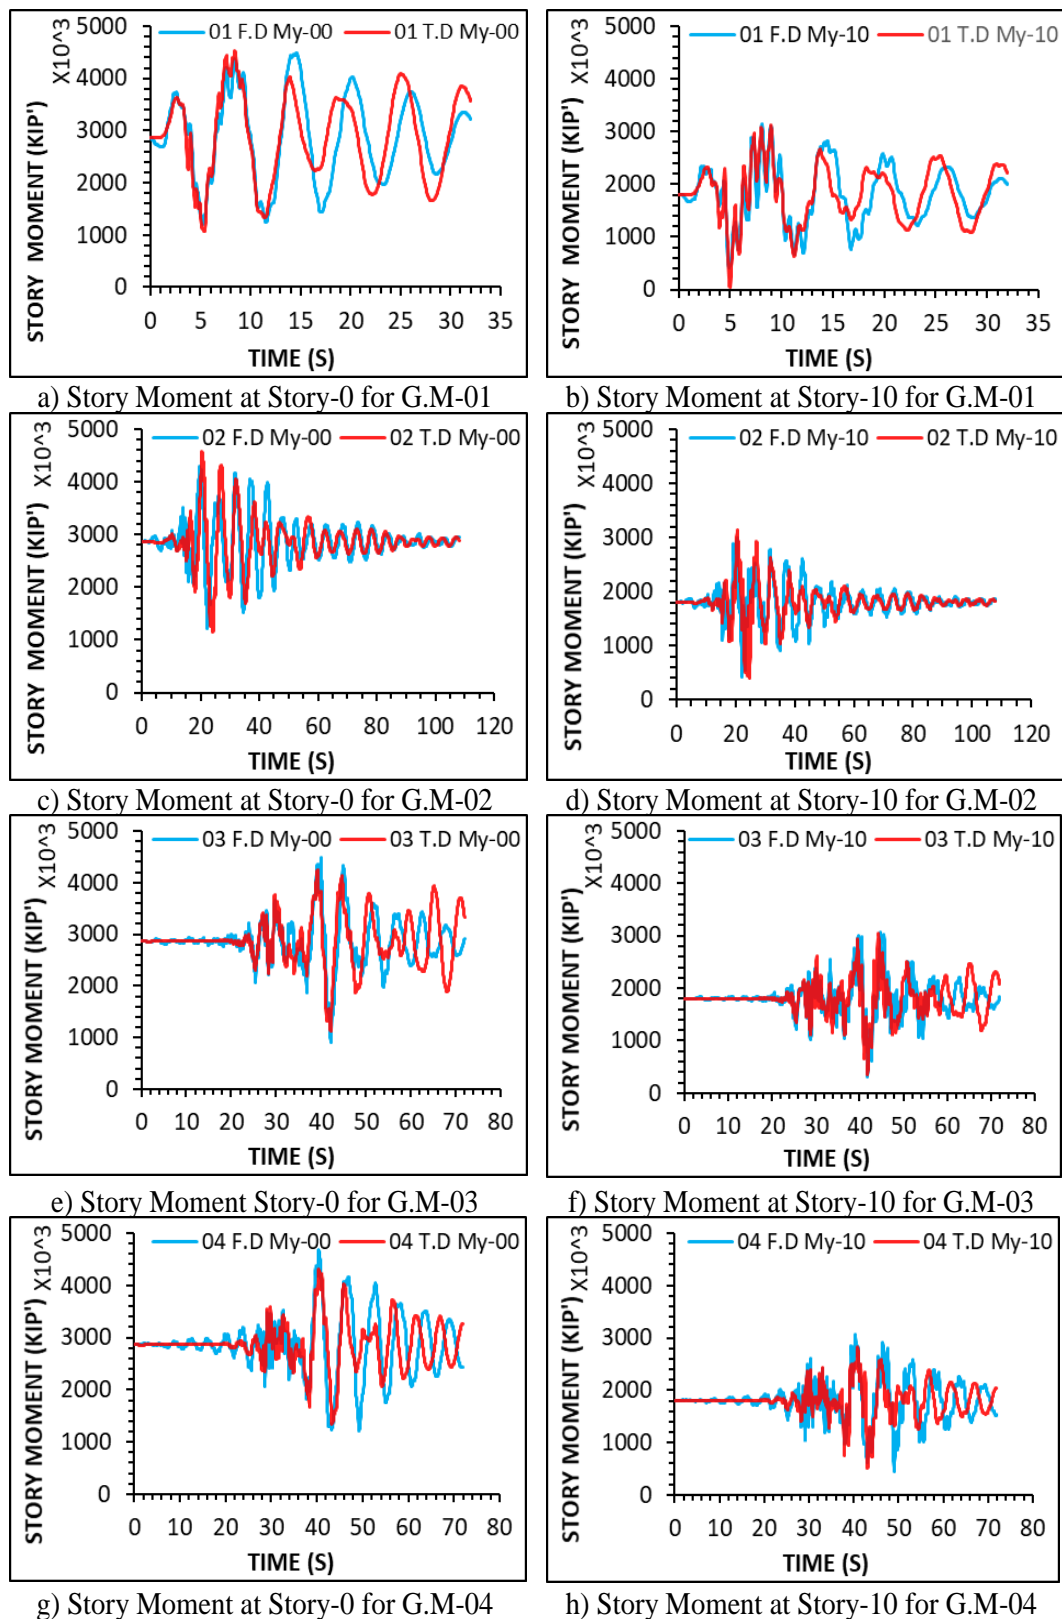 01 F.D My-00 01 T.D My-00
STORY MOMENT (KIP') X10^3
5000
4000
3000
2000
1000
0
0 5 10 15 20 25 30 35
TIME (S)
a) Story Moment at Story-0 for G.M-01
01 F.D My-10 01 T.D My-10
STORY MOMENT (KIP') X10^3
5000
4000
3000
2000
1000
0
0 5 10 15 20 25 30 35
TIME (S)
b) Story Moment at Story-10 for G.M-01
02 F.D My-00 02 T.D My-00
STORY MOMENT (KIP') X10^3
5000
4000
3000
2000
1000
0
0 20 40 60 80 100 120
TIME (S)
c) Story Moment at Story-0 for G.M-02
02 F.D My-10 02 T.D My-10
STORY MOMENT (KIP') X10^3
5000
4000
3000
2000
1000
0
0 20 40 60 80 100 120
TIME (S)
d) Story Moment at Story-10 for G.M-02
03 F.D My-00 03 T.D My-00
STORY MOMENT (KIP') X10^3
5000
4000
3000
2000
1000
0
0 10 20 30 40 50 60 70 80
TIME (S)
e) Story Moment Story-0 for G.M-03
03 F.D My-10 03 T.D My-10
STORY MOMENT (KIP') X10^3
5000
4000
3000
2000
1000
0
0 10 20 30 40 50 60 70 80
TIME (S)
f) Story Moment at Story-10 for G.M-03
04 F.D My-00 04 T.D My-00
STORY MOMENT (KIP') X10^3
5000
4000
3000
2000
1000
0
0 10 20 30 40 50 60 70 80
TIME (S)
g) Story Moment at Story-0 for G.M-04
04 F.D My-10 04 T.D My-10
STORY MOMENT (KIP') X10^3
5000
4000
3000
2000
1000
0
0 10 20 30 40 50 60 70 80
TIME (S)
h) Story Moment at Story-10 for G.M-04